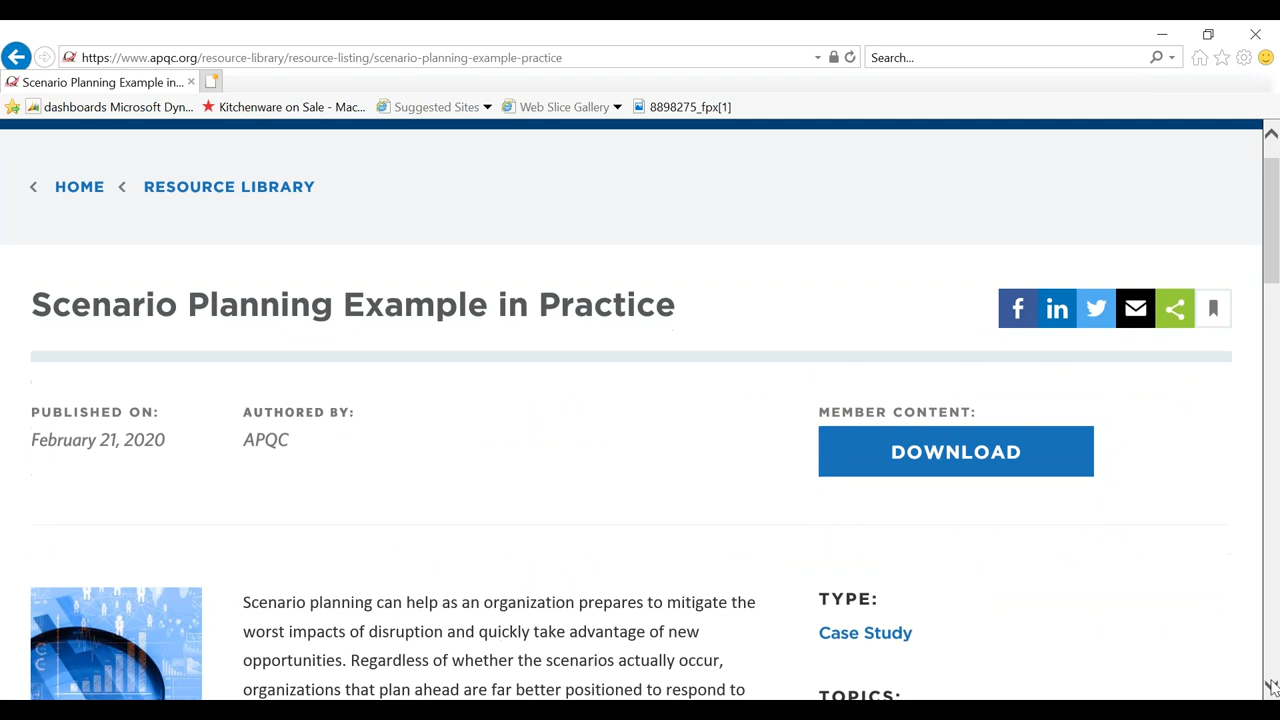 https://www.apqc.org/resource-library/resource-listing/scenario-planning-example-practice
Search...
Scenario Planning Example in...
dashboards Microsoft Dyn...
Kitchenware on Sale - Mac...
Suggested Sites
Web Slice Gallery
8898275_fpx[1]
HOME
RESOURCE LIBRARY
Scenario Planning Example in Practice
PUBLISHED ON:
February 21, 2020
AUTHORED BY:
APQC
MEMBER CONTENT:
DOWNLOAD
Scenario planning can help as an organization prepares to mitigate the
worst impacts of disruption and quickly take advantage of new
opportunities. Regardless of whether the scenarios actually occur,
organizations that plan ahead are far better positioned to respond to
TYPE:
Case Study
TOPICS: